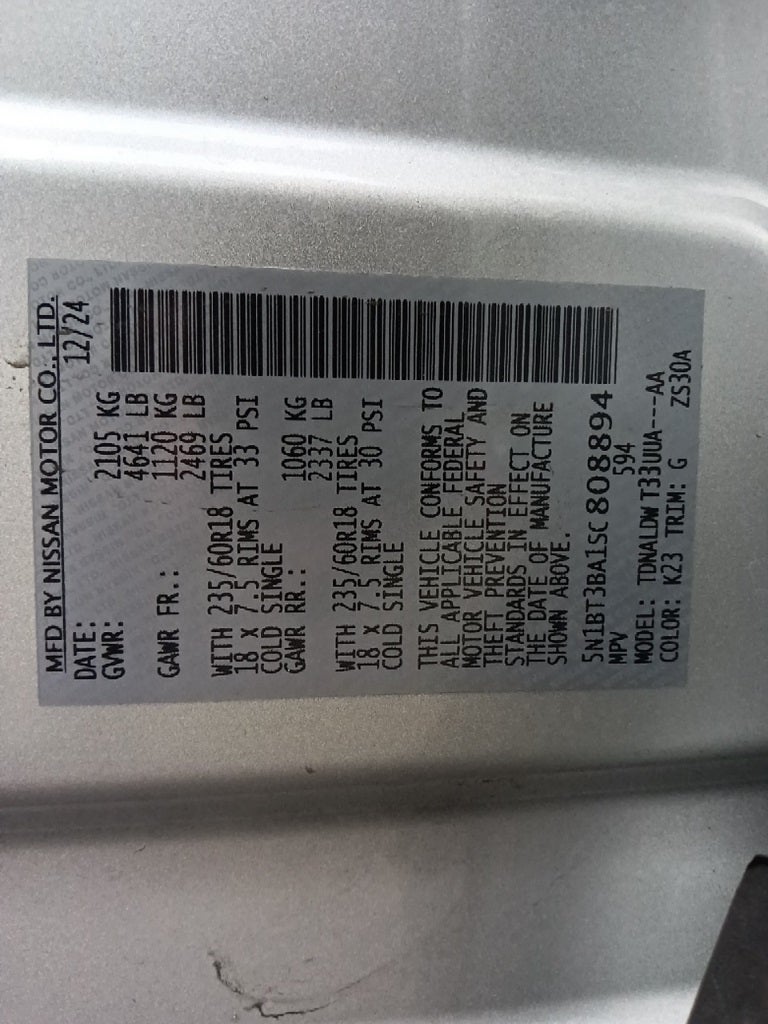 MFD BY NISSAN MOTOR CO., LTD.
DATE: 12/24
GVWR: 2105 KG
4641 LB
GAWR FR.: 1120 KG
2469 LB
WITH 235/60R18 TIRES
18 X 7.5 RIMS AT 33 PSI
COLD SINGLE
GAWR RR.: 1060 KG
2337 LB
WITH 235/60R18 TIRES
18 X 7.5 RIMS AT 30 PSI
COLD SINGLE
THIS VEHICLE CONFORMS TO
ALL APPLICABLE FEDERAL
MOTOR VEHICLE SAFETY AND
THEFT PREVENTION
STANDARDS IN EFFECT ON
THE DATE OF MANUFACTURE
SHOWN ABOVE.
5N1BT3BA1SC808894
MPV 594
MODEL: TDNALDW T33UUA---AA
COLOR: K23 TRIM: G ZS30A